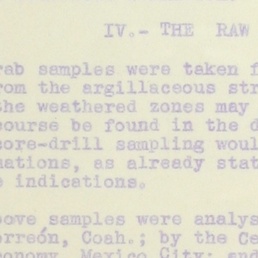 IV.- THE RAW
rab samples were taken f
rom the argillaceous str
the weathered zones may
course be found in the d
core-drill sampling woul
ations, as already stat
e indications.
ove samples were analys
orreón, Coah.; by the Ce
onomy, Mexico City; and